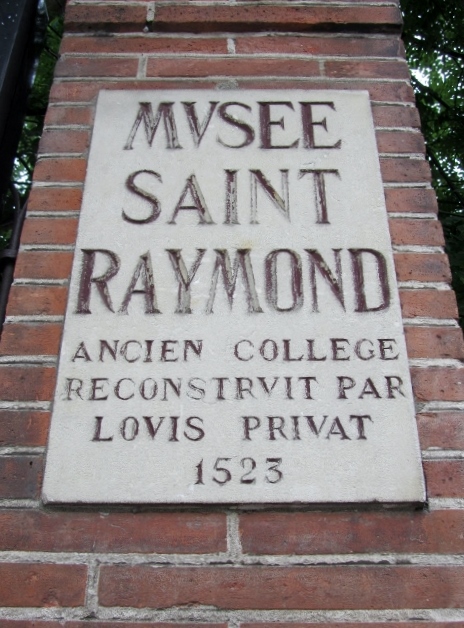 MVSEE
SAINT
RAYMOND
ANCIEN COLLEGE
RECONSTRVIT PAR
LOVIS PRIVAT
1523